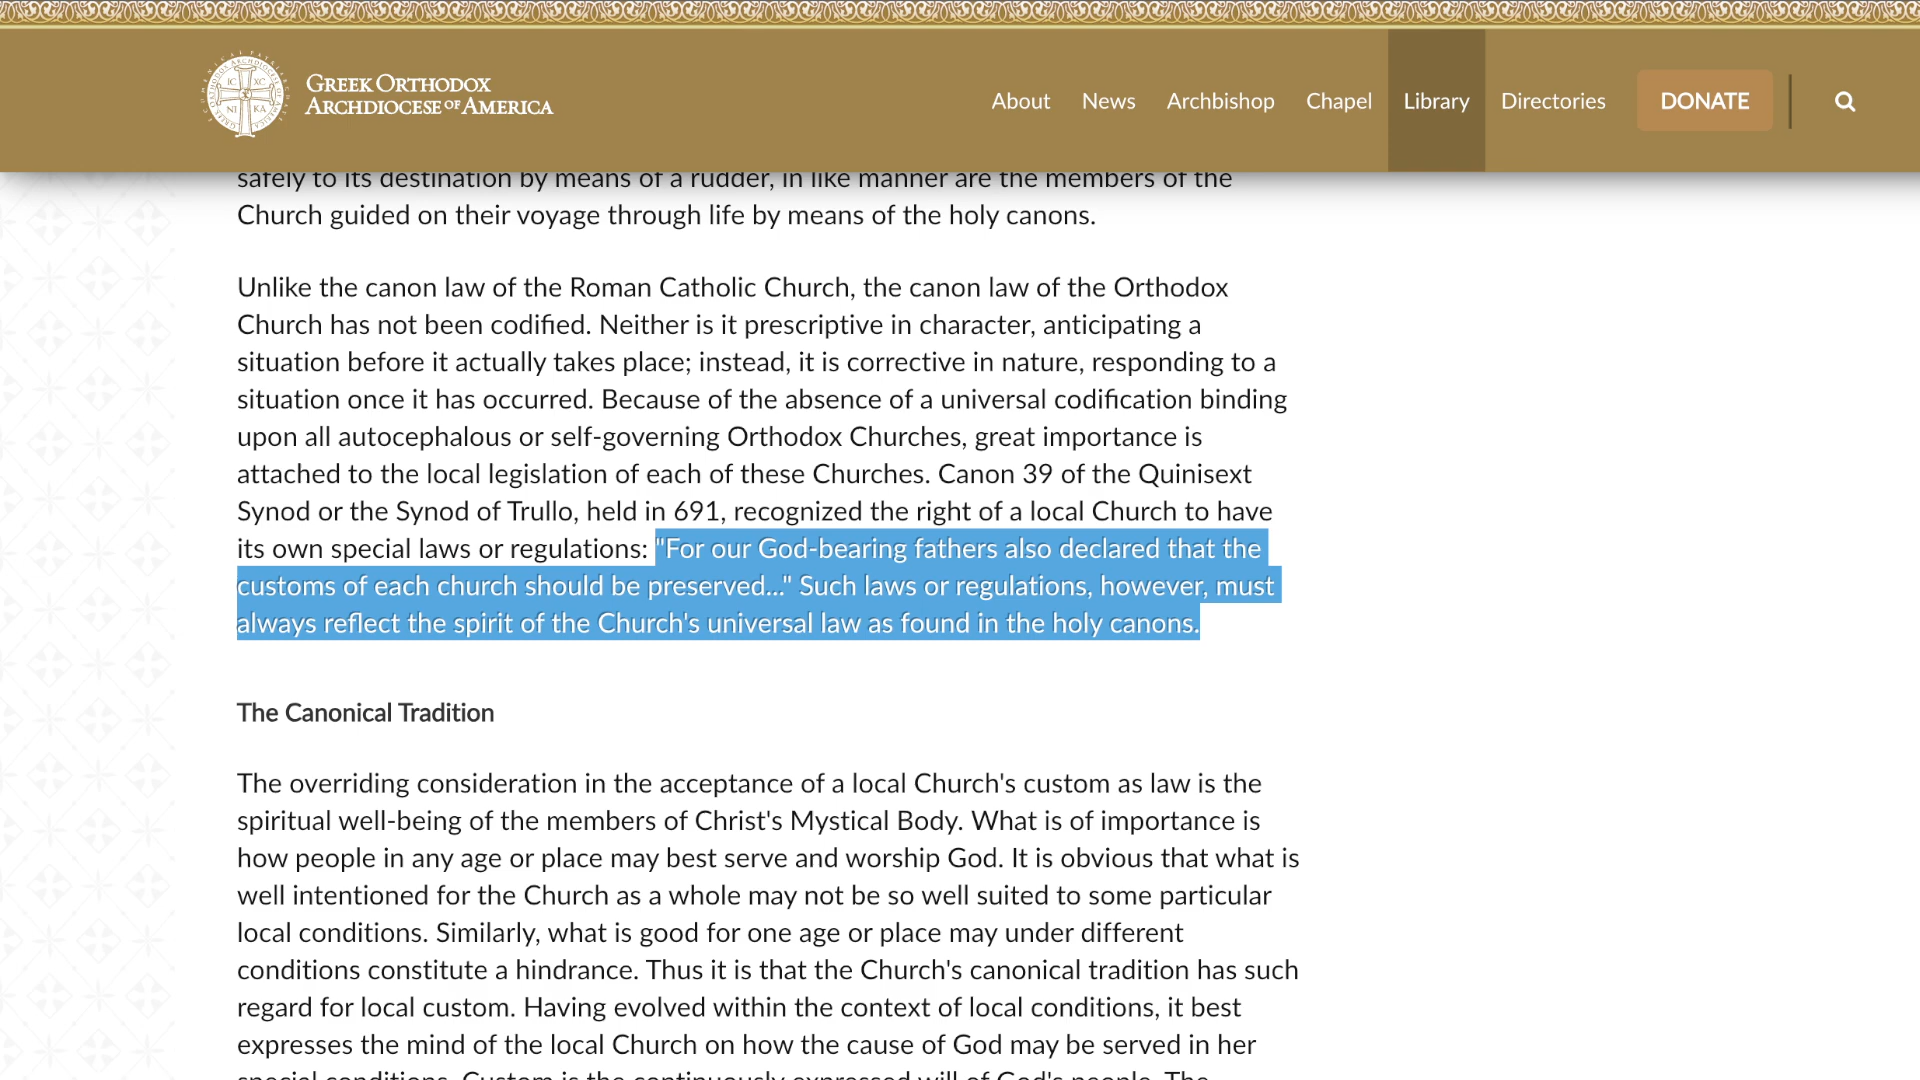 GREEK ORTHODOX
ARCHDIOCESE OF AMERICA
About News Archbishop Chapel Library Directories DONATE
safely to its destination by means of a rudder, in like manner are the members of the
Church guided on their voyage through life by means of the holy canons.
Unlike the canon law of the Roman Catholic Church, the canon law of the Orthodox
Church has not been codified. Neither is it prescriptive in character, anticipating a
situation before it actually takes place; instead, it is corrective in nature, responding to a
situation once it has occurred. Because of the absence of a universal codification binding
upon all autocephalous or self-governing Orthodox Churches, great importance is
attached to the local legislation of each of these Churches. Canon 39 of the Quinisext
Synod or the Synod of Trullo, held in 691, recognized the right of a local Church to have
its own special laws or regulations: "For our God-bearing fathers also declared that the
customs of each church should be preserved..." Such laws or regulations, however, must
always reflect the spirit of the Church's universal law as found in the holy canons.
The Canonical Tradition
The overriding consideration in the acceptance of a local Church's custom as law is the
spiritual well-being of the members of Christ's Mystical Body. What is of importance is
how people in any age or place may best serve and worship God. It is obvious that what is
well intentioned for the Church as a whole may not be so well suited to some particular
local conditions. Similarly, what is good for one age or place may under different
conditions constitute a hindrance. Thus it is that the Church's canonical tradition has such
regard for local custom. Having evolved within the context of local conditions, it best
expresses the mind of the local Church on how the cause of God may be served in her
special conditions. Custom is the continuously expressed will of God's people. The